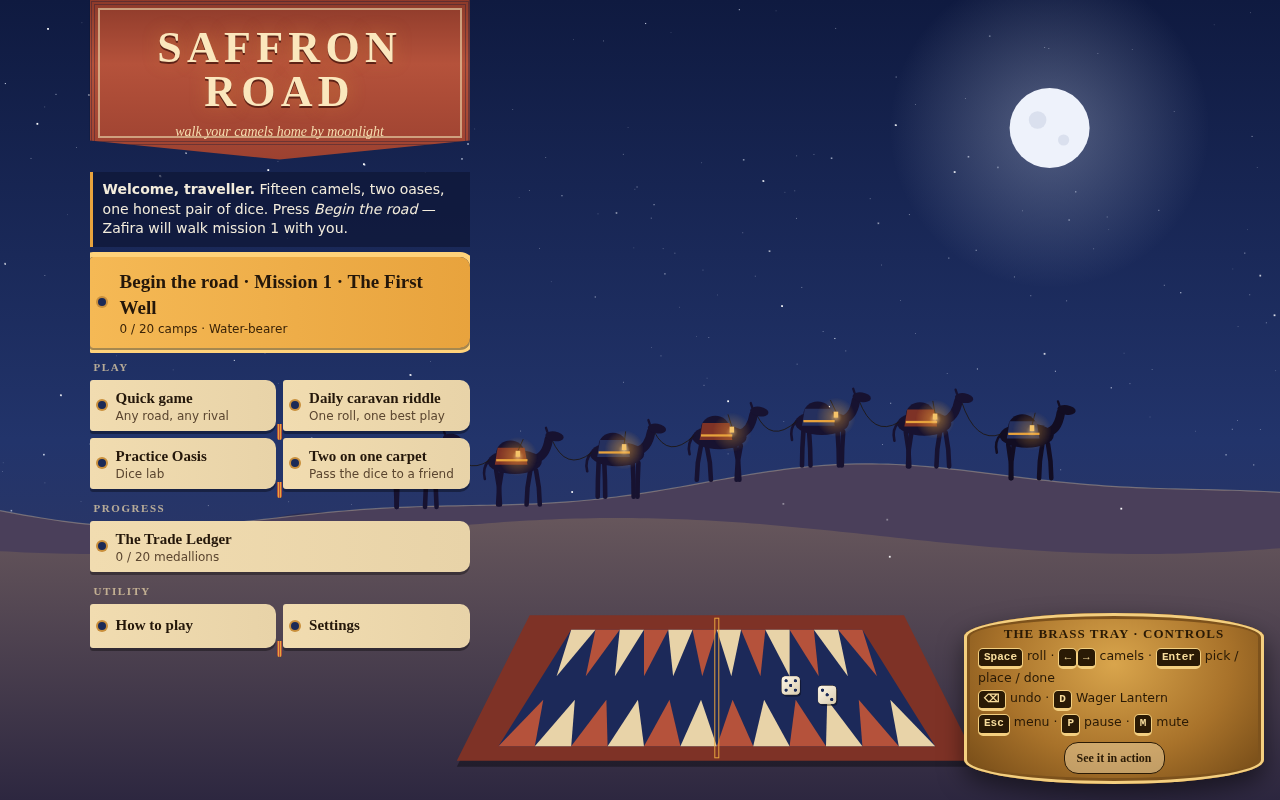 SAFFRON
ROAD
walk your camels home by moonlight
Welcome, traveller. Fifteen camels, two oases,
one honest pair of dice. Press Begin the road —
Zafira will walk mission 1 with you.
Begin the road · Mission 1 · The First
Well
0 / 20 camps · Water-bearer
PLAY
Quick game
Any road, any rival
Daily caravan riddle
One roll, one best play
Practice Oasis
Dice lab
Two on one carpet
Pass the dice to a friend
PROGRESS
The Trade Ledger
0 / 20 medallions
UTILITY
How to play
Settings
THE BRASS TRAY · CONTROLS
Space roll · ← → camels · Enter pick /
place / done
⌫ undo · D Wager Lantern
Esc menu · P pause · M mute
See it in action